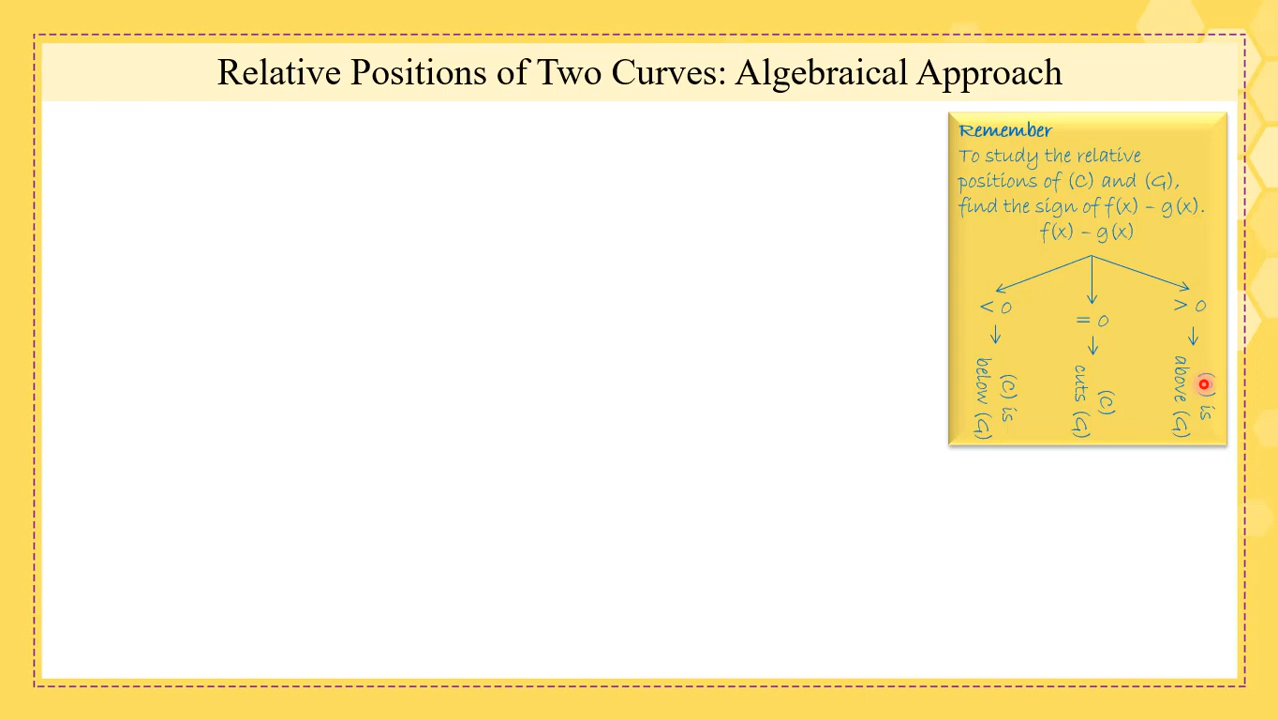 Relative Positions of Two Curves: Algebraical Approach
Remember
To study the relative
positions of (C) and (G),
find the sign of f(x) – g(x).
f(x) – g(x)
< 0
= 0
> 0
(C) is
below (G)
(C)
cuts (G)
is
above (G)